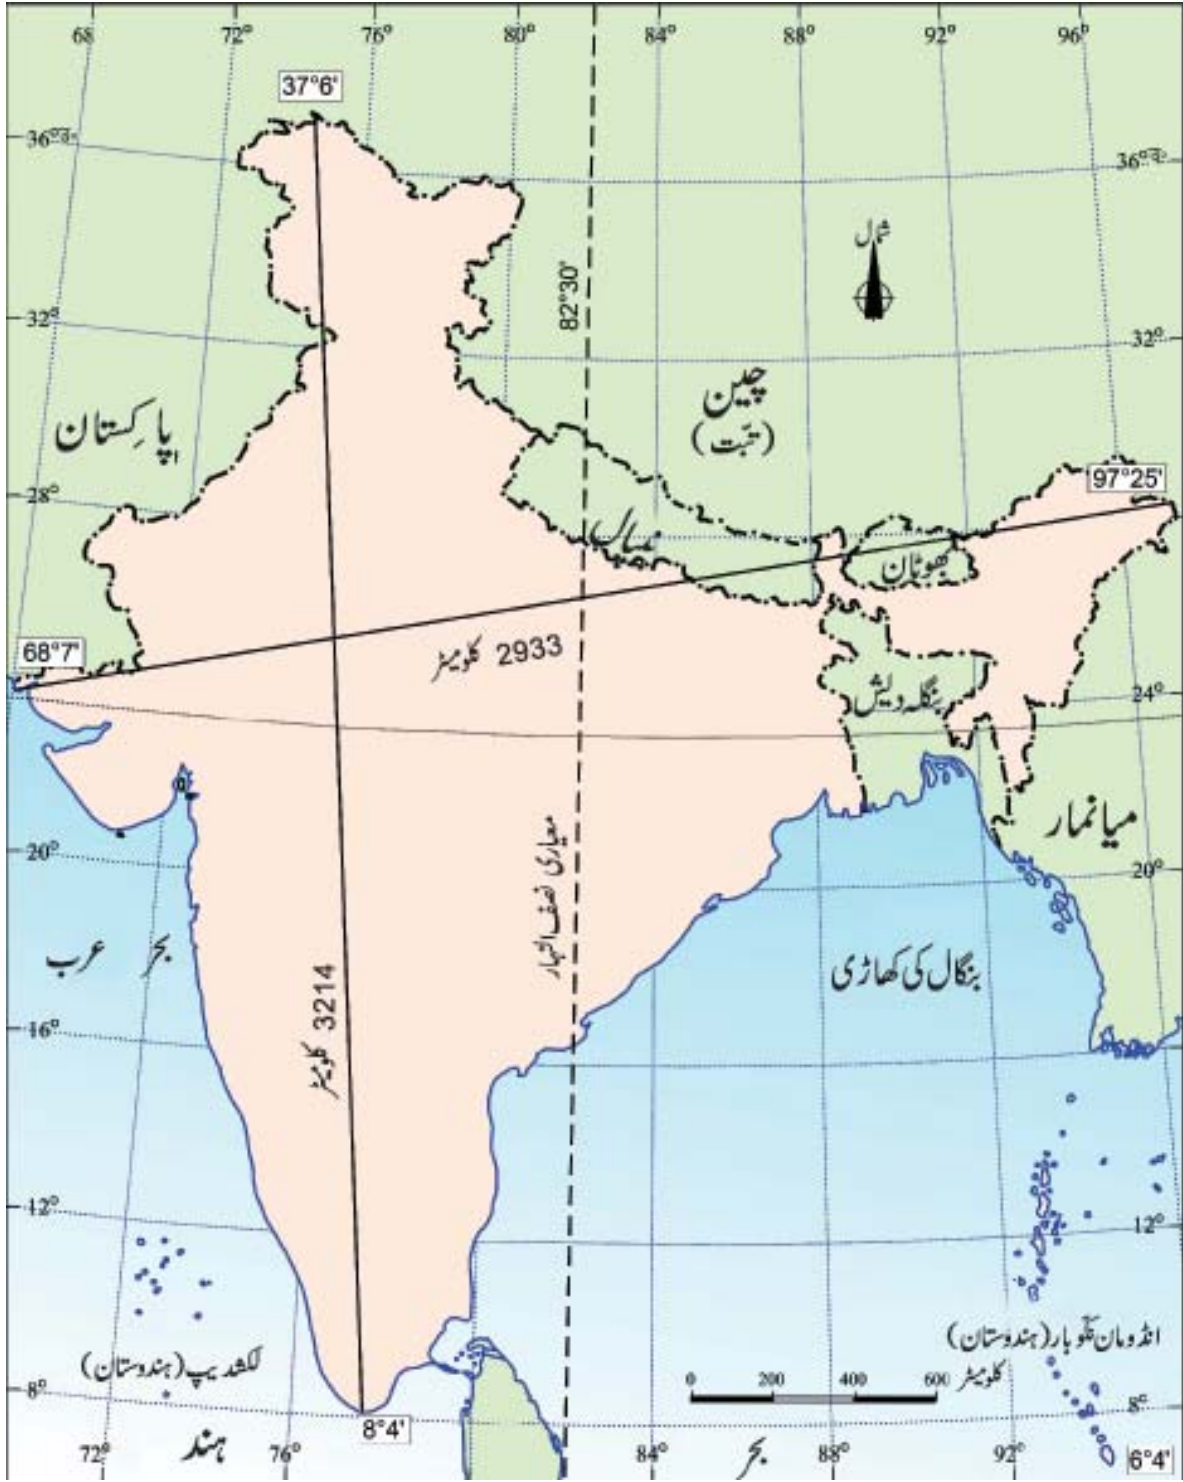 68
72°
76°
80°
84°
88°
92°
96°
37°6'
36°
36°
شمال
82°30'
32°
32°
چین
(تبّت)
پاکستان
97°25'
28°
بھوٹان
68°7'
2933 کلومیٹر
بنگلہ دیش
24°
میانمار
معیاری نصف النہار
20°
20°
بحر عرب
بنگال کی کھاڑی
3214 کلومیٹر
16°
12°
12°
انڈومان نکوبار (ہندوستان)
لکشدیپ (ہندوستان)
0 200 400 600 کلومیٹر
8°
8°
8°4'
72°
ہند
76°
84°
بحر
88°
92°
6°4'